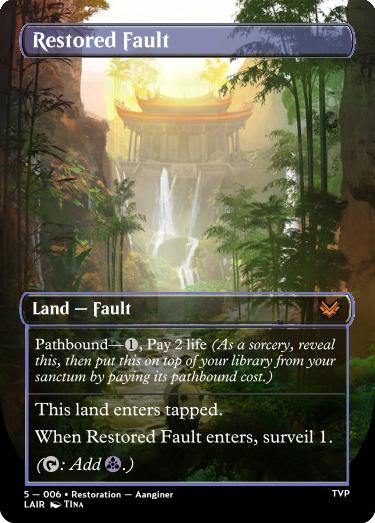 Restored Fault
Land — Fault
Pathbound—1, Pay 2 life (As a sorcery, reveal
this, then put this on top of your library from your
sanctum by paying its pathbound cost.)
This land enters tapped.
When Restored Fault enters, surveil 1.
(: Add .)
5 — 006 • Restoration — Aanginer
TVP
LAIR Tina